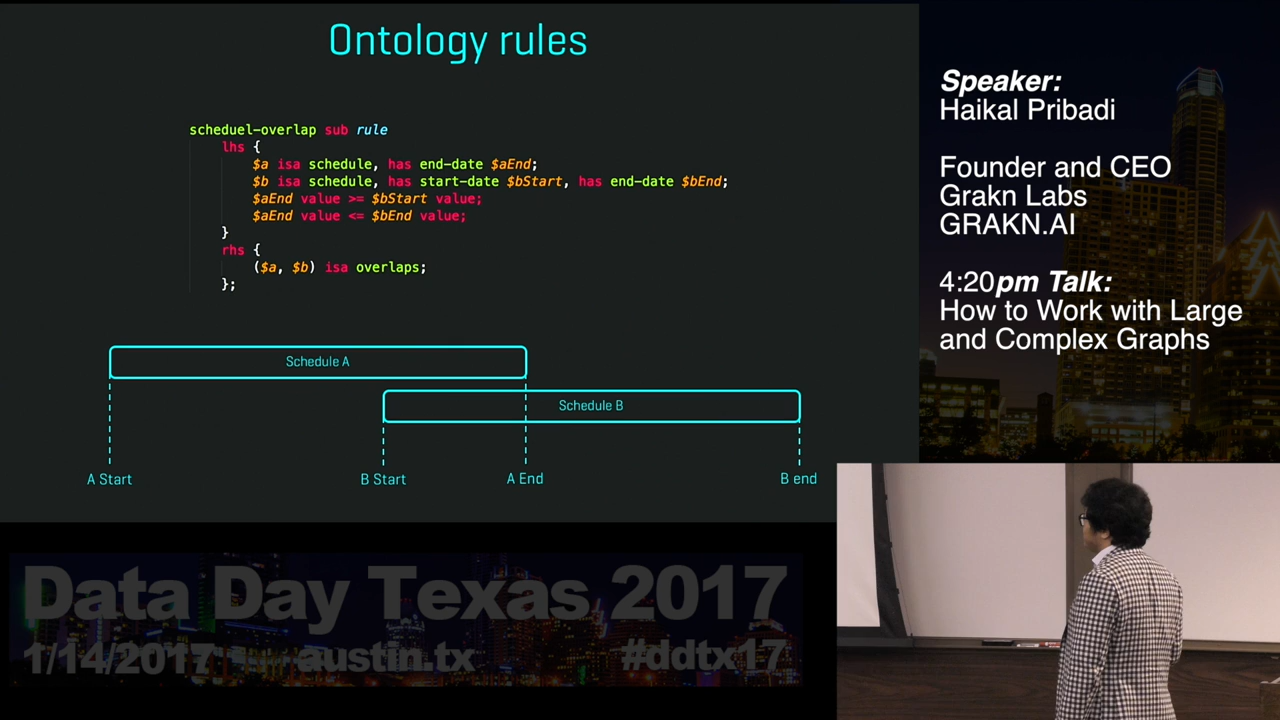 Ontology rules
scheduel-overlap sub rule
lhs {
$a isa schedule, has end-date $aEnd;
$b isa schedule, has start-date $bStart, has end-date $bEnd;
$aEnd value >= $bStart value;
$aEnd value <= $bEnd value;
}
rhs {
($a, $b) isa overlaps;
};
Schedule A
Schedule B
A Start
B Start
A End
B end
Speaker:
Haikal Pribadi
Founder and CEO
Grakn Labs
GRAKN.AI
4:20pm Talk:
How to Work with Large
and Complex Graphs
Data Day Texas 2017
1/14/2017 austin.tx #ddtx17